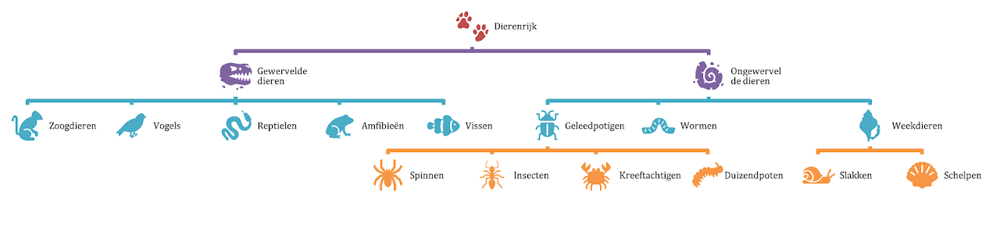 Dierenrijk
Gewervelde
dieren
Ongewervel
de dieren
Zoogdieren
Vogels
Reptielen
Amfibieën
Vissen
Geleedpotigen
Wormen
Weekdieren
Spinnen
Insecten
Kreeftachtigen
Duizendpoten
Slakken
Schelpen